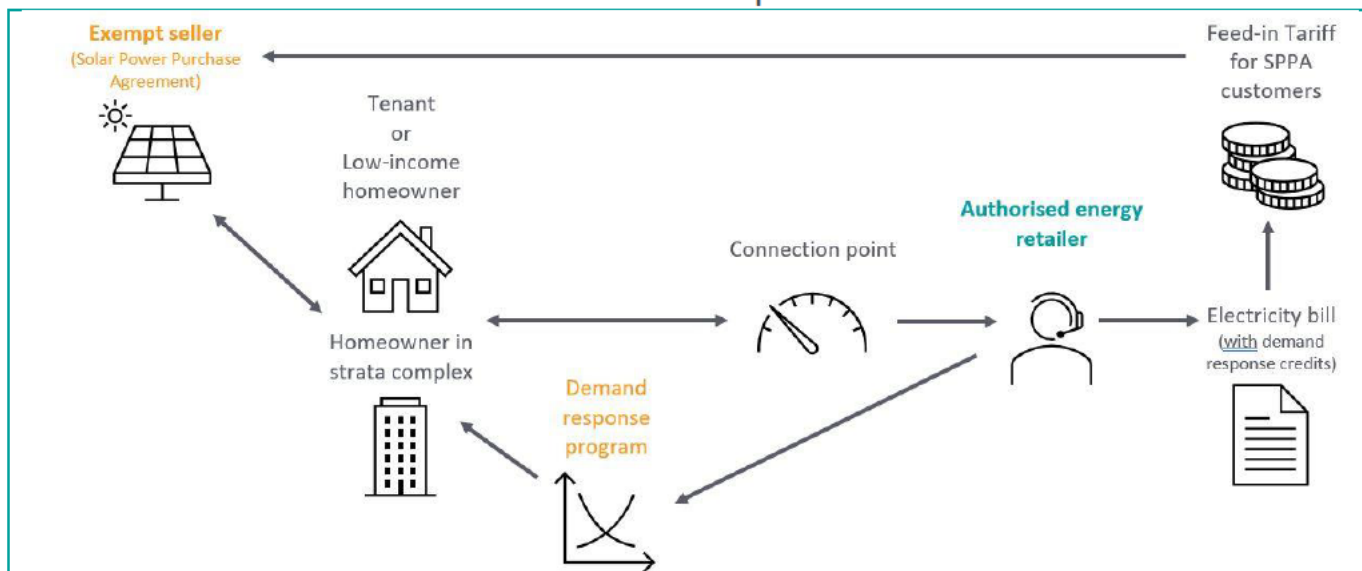 Exempt seller
(Solar Power Purchase
Agreement)
Feed-in Tariff
for SPPA
customers
Tenant
or
Low-income
homeowner
Authorised energy
retailer
Connection point
Homeowner in
strata complex
Electricity bill
(with demand
response credits)
Demand
response
program